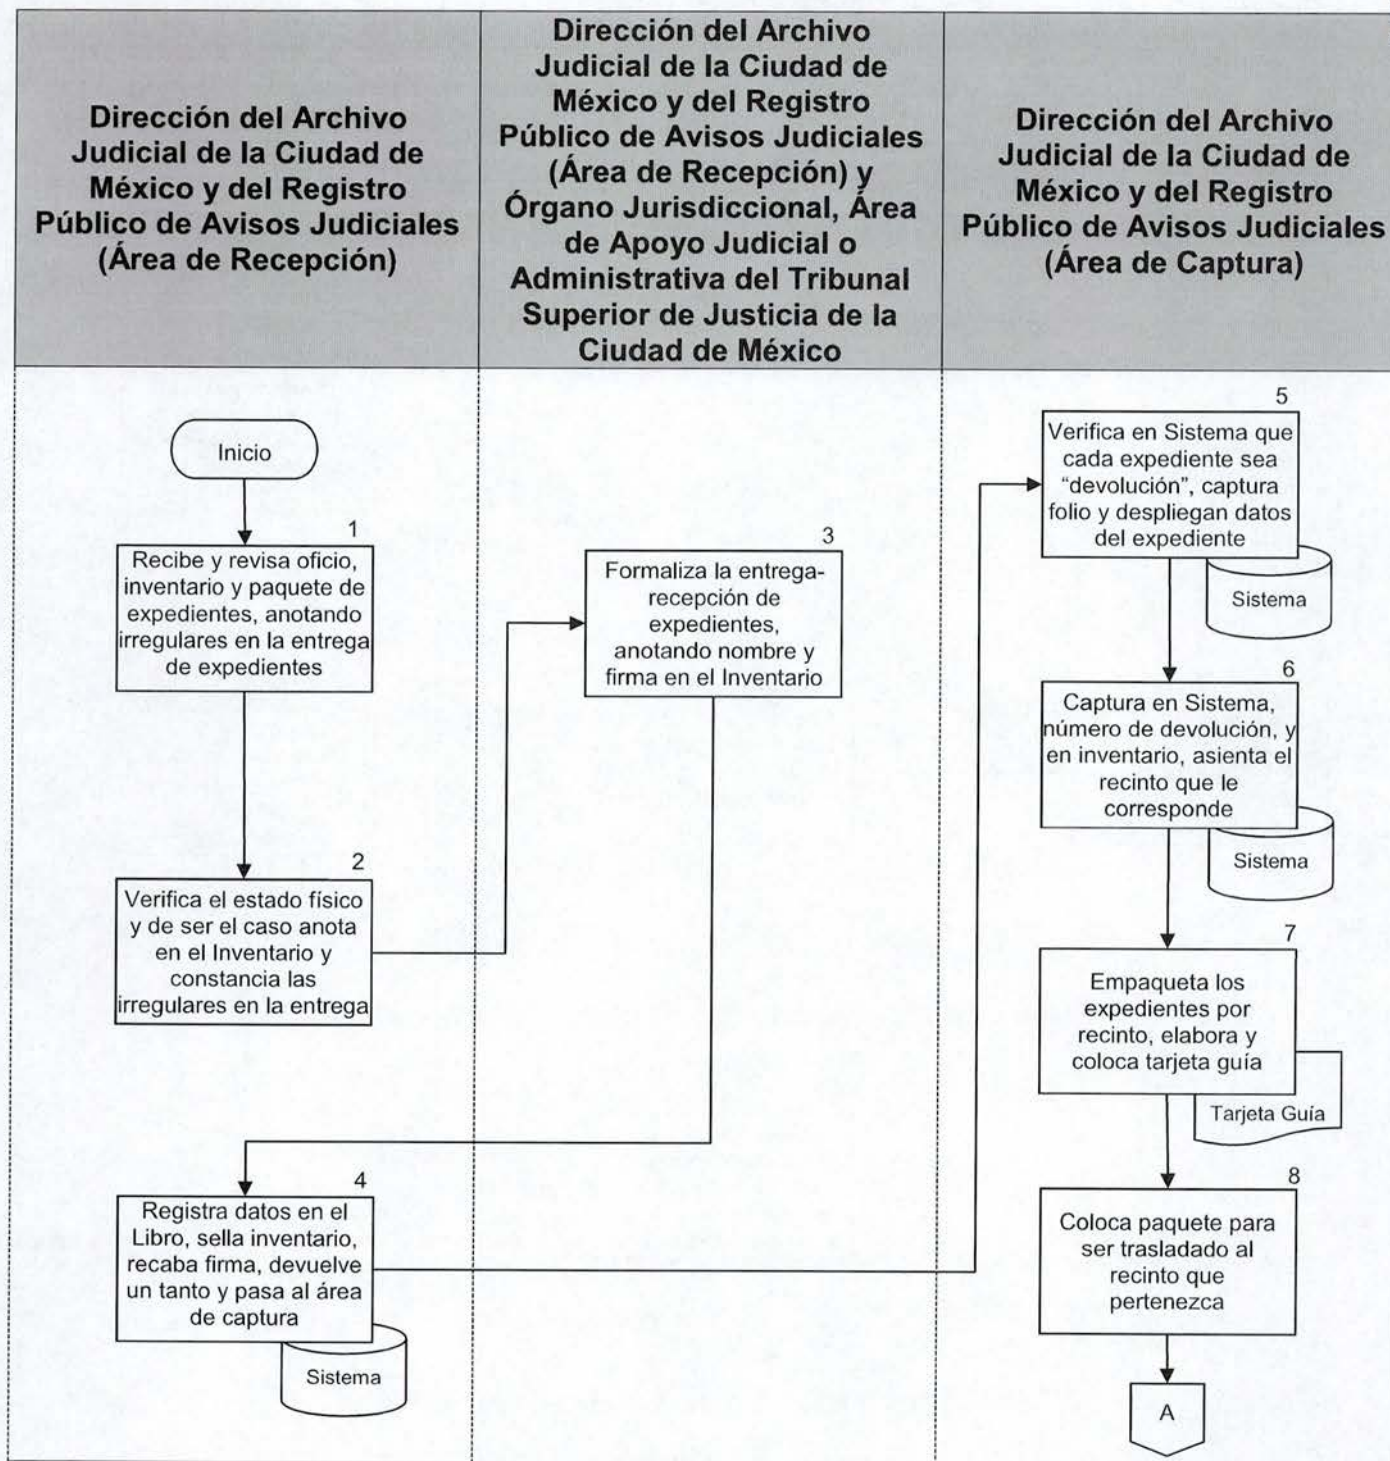 Dirección del Archivo
Judicial de la Ciudad de
México y del Registro
Público de Avisos Judiciales
(Área de Recepción)
Dirección del Archivo
Judicial de la Ciudad de
México y del Registro
Público de Avisos Judiciales
(Área de Recepción) y
Órgano Jurisdiccional, Área
de Apoyo Judicial o
Administrativa del Tribunal
Superior de Justicia de la
Ciudad de México
Dirección del Archivo
Judicial de la Ciudad de
México y del Registro
Público de Avisos Judiciales
(Área de Captura)
Inicio
1
Recibe y revisa oficio,
inventario y paquete de
expedientes, anotando
irregulares en la entrega
de expedientes
2
Verifica el estado físico
y de ser el caso anota
en el Inventario y
constancia las
irregulares en la entrega
3
Formaliza la entrega-
recepción de
expedientes,
anotando nombre y
firma en el Inventario
4
Registra datos en el
Libro, sella inventario,
recaba firma, devuelve
un tanto y pasa al área
de captura
Sistema
5
Verifica en Sistema que
cada expediente sea
“devolución”, captura
folio y despliegan datos
del expediente
Sistema
6
Captura en Sistema,
número de devolución, y
en inventario, asienta el
recinto que le
corresponde
Sistema
7
Empaqueta los
expedientes por
recinto, elabora y
coloca tarjeta guía
Tarjeta Guía
8
Coloca paquete para
ser trasladado al
recinto que
pertenezca
A